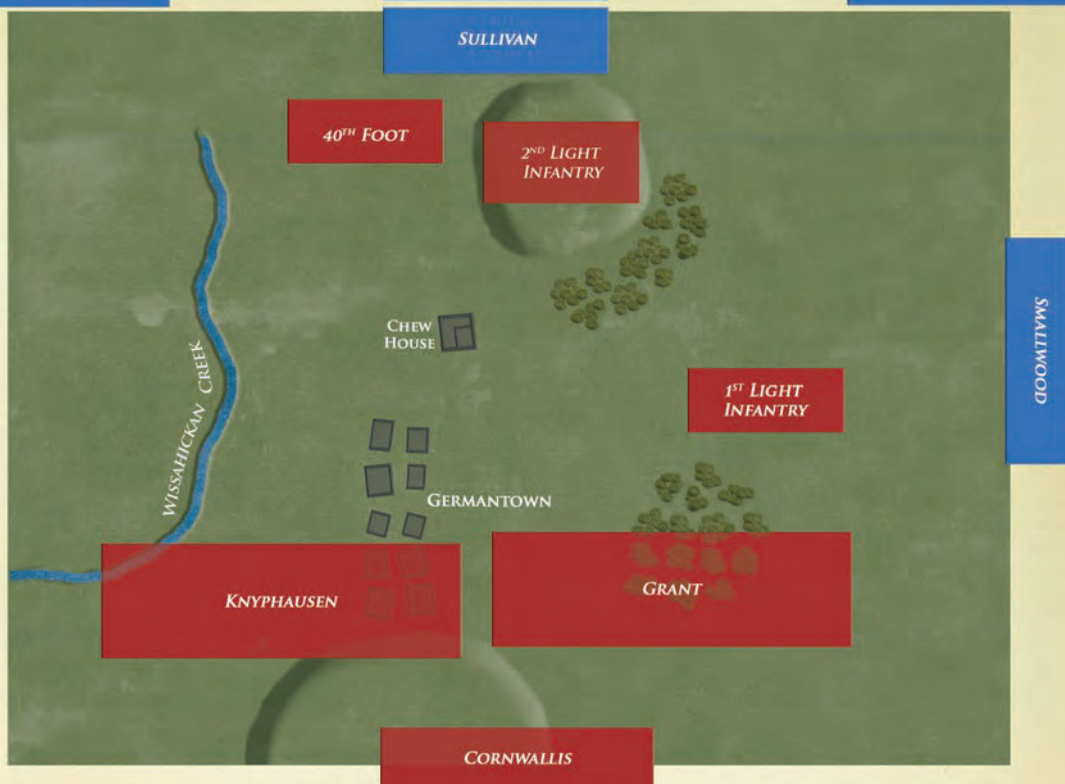 SULLIVAN
40TH FOOT
2ND LIGHT
INFANTRY
CHEW
HOUSE
SMALLWOOD
1ST LIGHT
INFANTRY
WISSAHICKAN CREEK
GERMANTOWN
KNYPHAUSEN
GRANT
CORNWALLIS